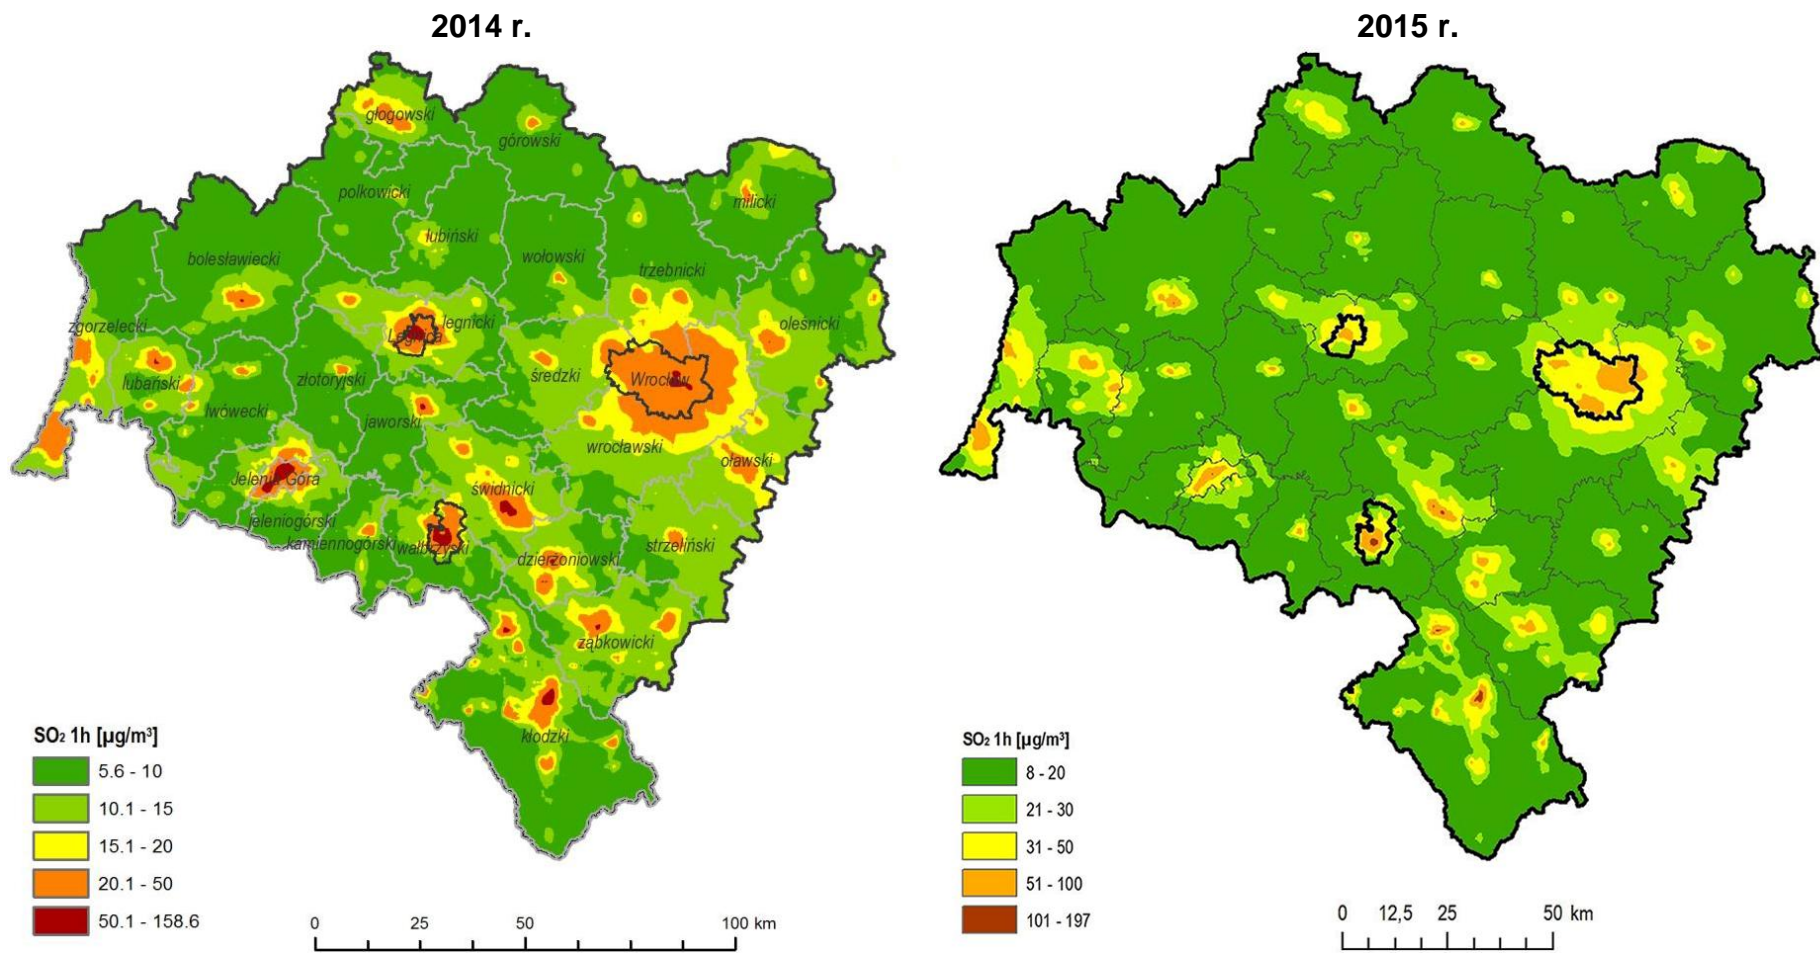 2014 r.
2015 r.
głogowski
górowski
polkowicki
milicki
lubiński
bolesławiecki
wołowski
trzebnicki
zgorzelecki
legnicki
Legnica
oleśnicki
lubański
złotoryjski
średzki
Wrocław
lwówecki
jaworski
wrocławski
oławski
Jelenia Góra
świdnicki
jeleniogórski
kamiennogórski
wałbrzyski
dzierżoniowski
strzeliński
ząbkowicki
kłodzki
SO₂ 1h [µg/m³]
5.6 - 10
10.1 - 15
15.1 - 20
20.1 - 50
50.1 - 158.6
0 25 50 100 km
SO₂ 1h [µg/m³]
8 - 20
21 - 30
31 - 50
51 - 100
101 - 197
0 12,5 25 50 km